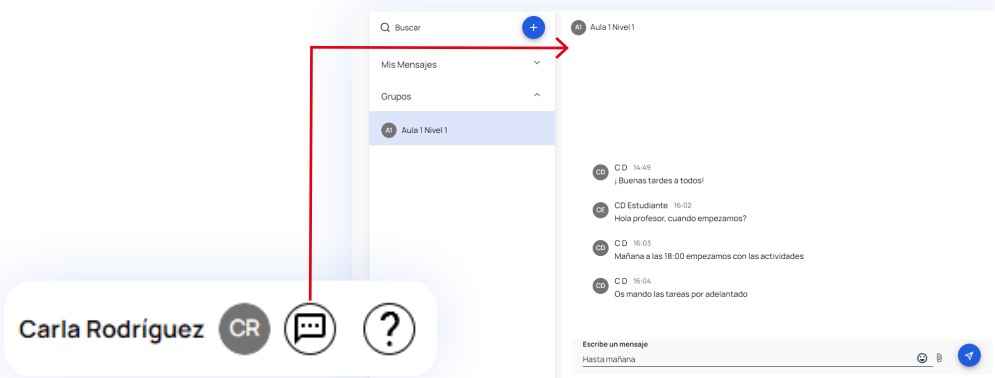 Buscar
+
Mis Mensajes
Grupos
A1 Aula 1 Nivel 1
A1 Aula 1 Nivel 1
CD C D 14:49
¡ Buenas tardes a todos!
CE CD Estudiante 16:02
Hola profesor, cuando empezamos?
CD C D 16:03
Mañana a las 18:00 empezamos con las actividades
CD C D 16:04
Os mando las tareas por adelantado
Escribe un mensaje
Hasta mañana
Carla Rodríguez CR ?